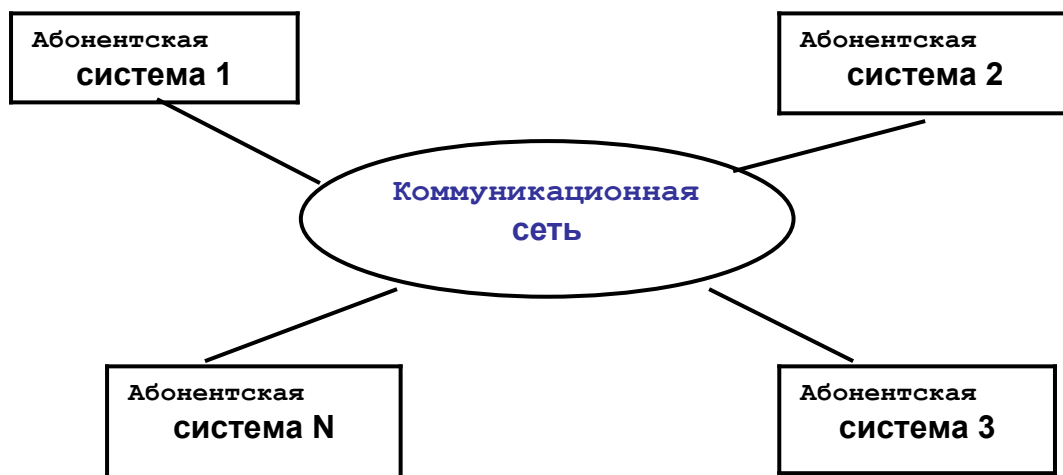 Абонентская
система 1
Абонентская
система 2
Коммуникационная
сеть
Абонентская
система N
Абонентская
система 3